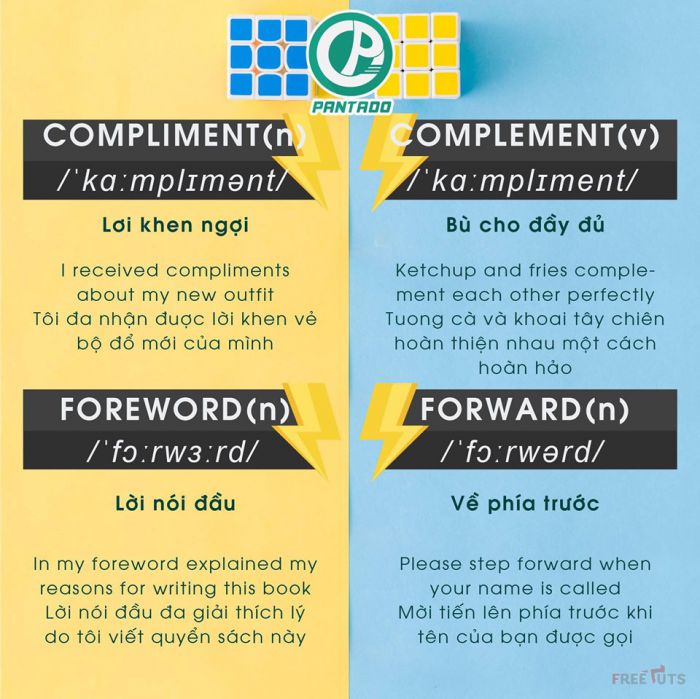 PANTADO
COMPLIMENT(n)
/ˈkɑːmplɪmənt/
Lơi khen ngợi
I received compliments
about my new outfit
Tôi đa nhận được lời khen vẻ
bộ đổ mới của mình
COMPLEMENT(v)
/ˈkɑːmplɪment/
Bù cho đầy đủ
Ketchup and fries comple-
ment each other perfectly
Tuong cà và khoai tây chiên
hoàn thiện nhau một cách
hoàn hảo
FOREWORD(n)
/ˈfɔːrwɜːrd/
Lời nói đầu
In my foreword explained my
reasons for writing this book
Lời nói đầu đa giải thích lý
do tôi viết quyển sách này
FORWARD(n)
/ˈfɔːrwərd/
Về phía trước
Please step forward when
your name is called
Mời tiến lên phía trước khi
tên của bạn được gọi
FREETUTS